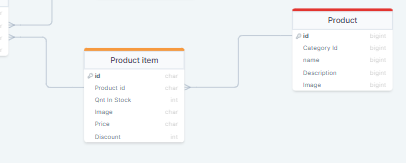 Product
id bigint
Category Id bigint
name bigint
Description bigint
Image bigint
Product item
id char
Product id char
Qnt In Stock int
Image char
Price char
Discount int